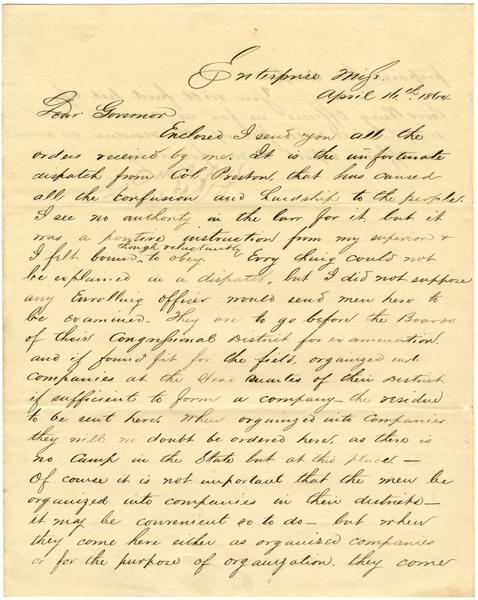 Enterprise Miss.
April 16th. 1864
Dear Governor
Enclosed I send you all the
orders received by me. It is the unfortunate
dispatch from Col Preston, that has caused
all the confusion and hardship to the people.
I see no authority in the law for it. but it
was a positive instruction from my superior &
I felt bound, though reluctantly to obey. Evry thing could not
be explained in a dispatch, but I did not suppose
any Enrolling officer would send men here to
be examined. They are to go before the Boards
of their Congressional District for examination
and if found fit for the field, organized into
companies at the Head Quarters of their District
if sufficient to form a company — the residue
to be sent here. When organized into Companies
they will no doubt be ordered here, as there is
no Camp in the State but at this place. —
Of course it is not important that the men be
organized into companies in their districts —
it may be convenient so to do — but when
they come here either as organized companies
or for the purpose of organization. they come